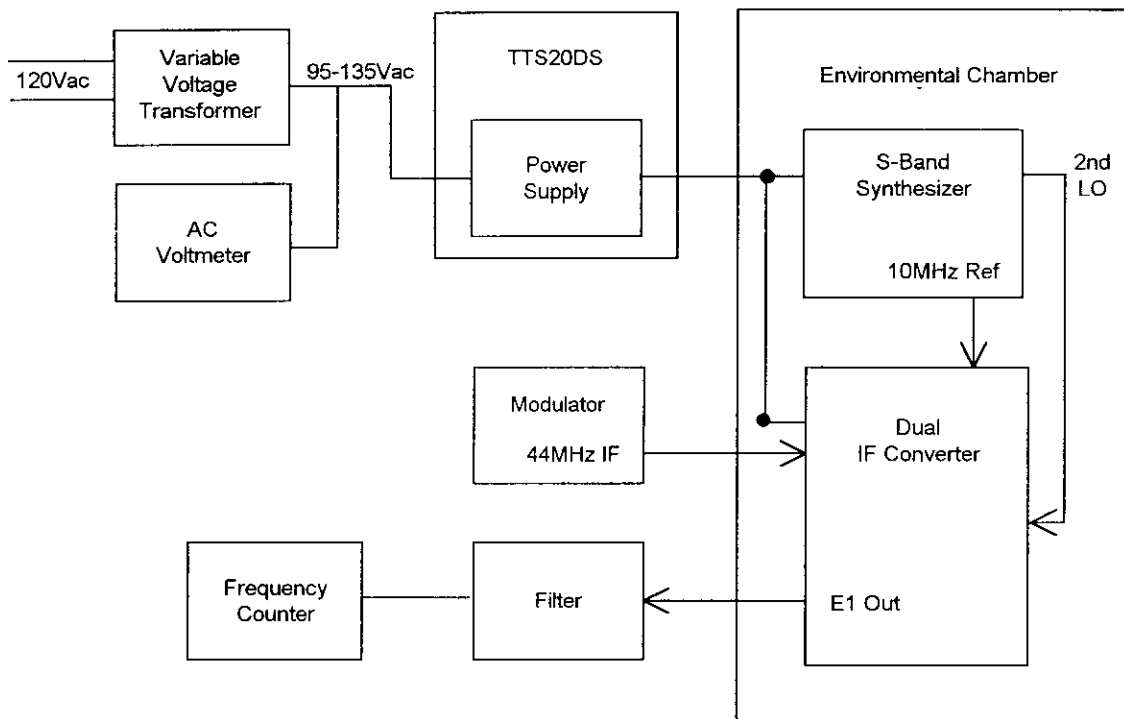 Variable
Voltage
Transformer
120Vac
95-135Vac
TTS20DS
Power
Supply
AC
Voltmeter
Environmental Chamber
S-Band
Synthesizer
10MHz Ref
2nd
LO
Modulator
44MHz IF
Dual
IF Converter
E1 Out
Filter
Frequency
Counter